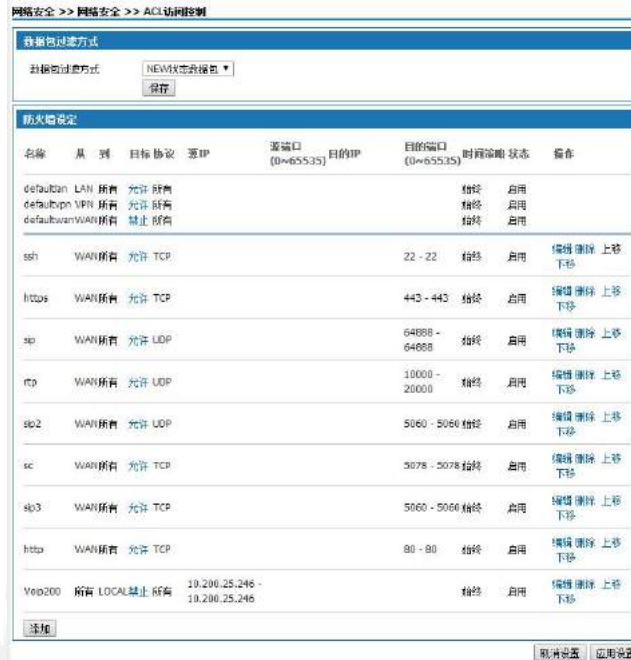 网络安全 >> 网络安全 >> ACL访问控制
数据包过滤方式
数据包过滤方式 NEW状态数据包
保存
防火墙设定
名称 从 到 目标 协议 源IP 源端口 (0~65535) 目的IP 目的端口 (0~65535) 时间策略 状态 操作
defaultlan LAN 所有 允许 所有 始终 启用
defaultvpn VPN 所有 允许 所有 始终 启用
defaultwan WAN 所有 禁止 所有 始终 启用
ssh WAN 所有 允许 TCP 22 - 22 始终 启用 编辑 删除 上移
下移
https WAN 所有 允许 TCP 443 - 443 始终 启用 编辑 删除 上移
下移
sip WAN 所有 允许 UDP 64888 - 始终 启用 编辑 删除 上移
64888 下移
rtp WAN 所有 允许 UDP 10000 - 始终 启用 编辑 删除 上移
20000 下移
sip2 WAN 所有 允许 UDP 5060 - 5060 始终 启用 编辑 删除 上移
下移
sc WAN 所有 允许 TCP 5078 - 5078 始终 启用 编辑 删除 上移
下移
sip3 WAN 所有 允许 TCP 5060 - 5060 始终 启用 编辑 删除 上移
下移
http WAN 所有 允许 TCP 80 - 80 始终 启用 编辑 删除 上移
下移
Voip200 所有 LOCAL 禁止 所有 10.200.25.246 - 始终 启用 编辑 删除 上移
10.200.25.246 下移
添加
取消设置 应用设置